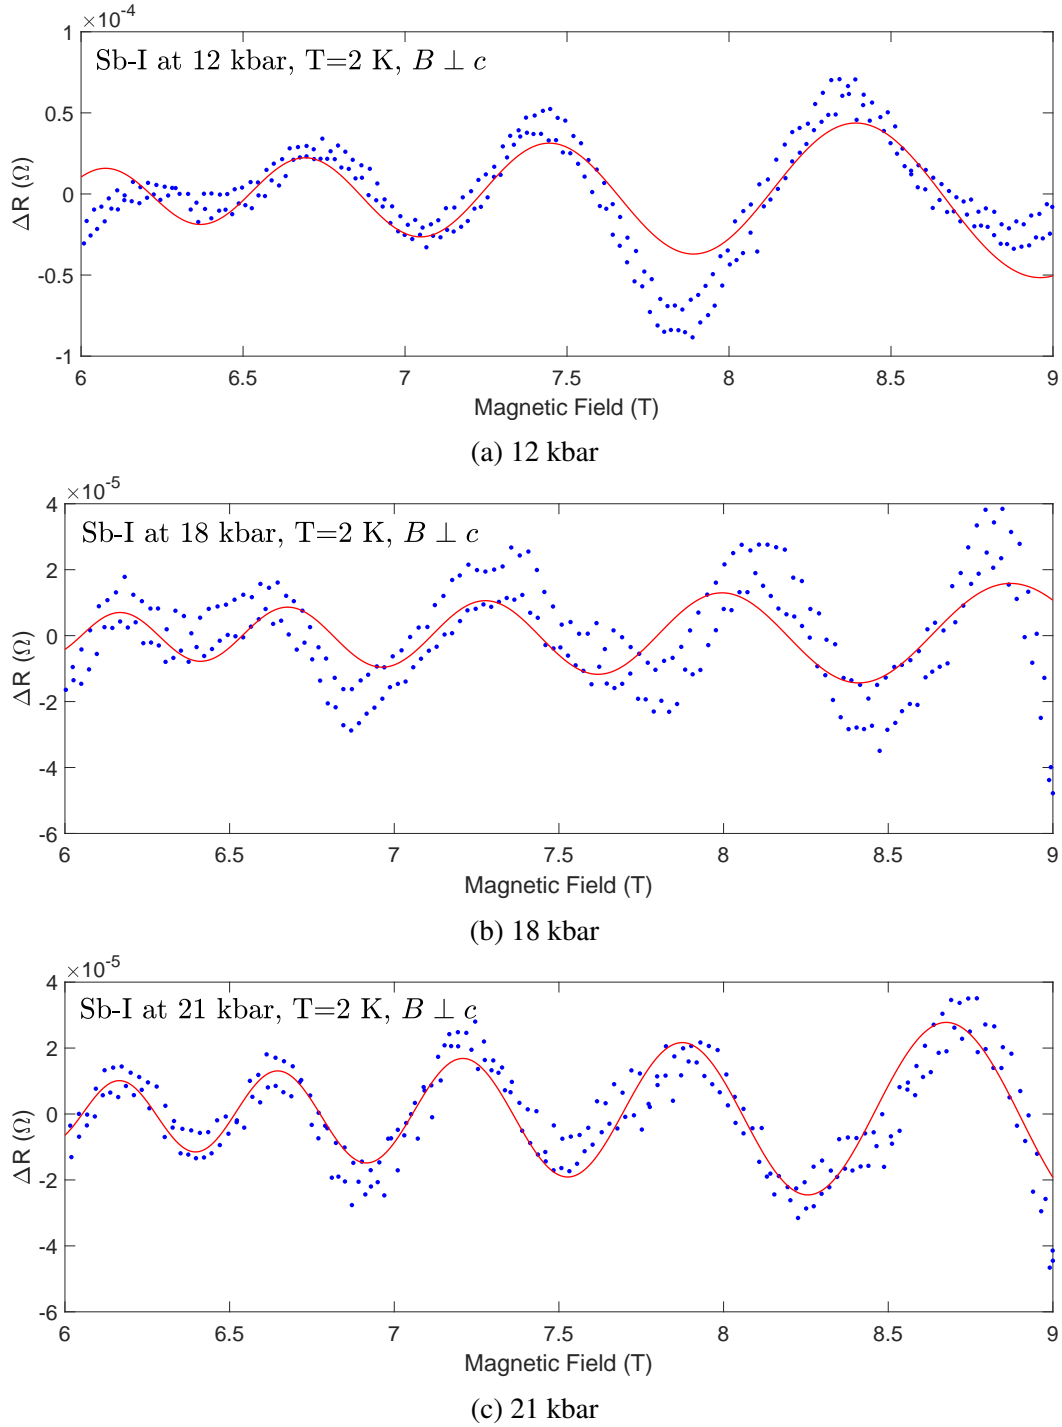 ×10-4
1
Sb-I at 12 kbar, T=2 K, B ⊥ c
0.5
0
-0.5
-1
ΔR (Ω)
6 6.5 7 7.5 8 8.5 9
Magnetic Field (T)
(a) 12 kbar
×10-5
4
Sb-I at 18 kbar, T=2 K, B ⊥ c
2
0
-2
-4
-6
ΔR (Ω)
6 6.5 7 7.5 8 8.5 9
Magnetic Field (T)
(b) 18 kbar
×10-5
4
Sb-I at 21 kbar, T=2 K, B ⊥ c
2
0
-2
-4
-6
ΔR (Ω)
6 6.5 7 7.5 8 8.5 9
Magnetic Field (T)
(c) 21 kbar